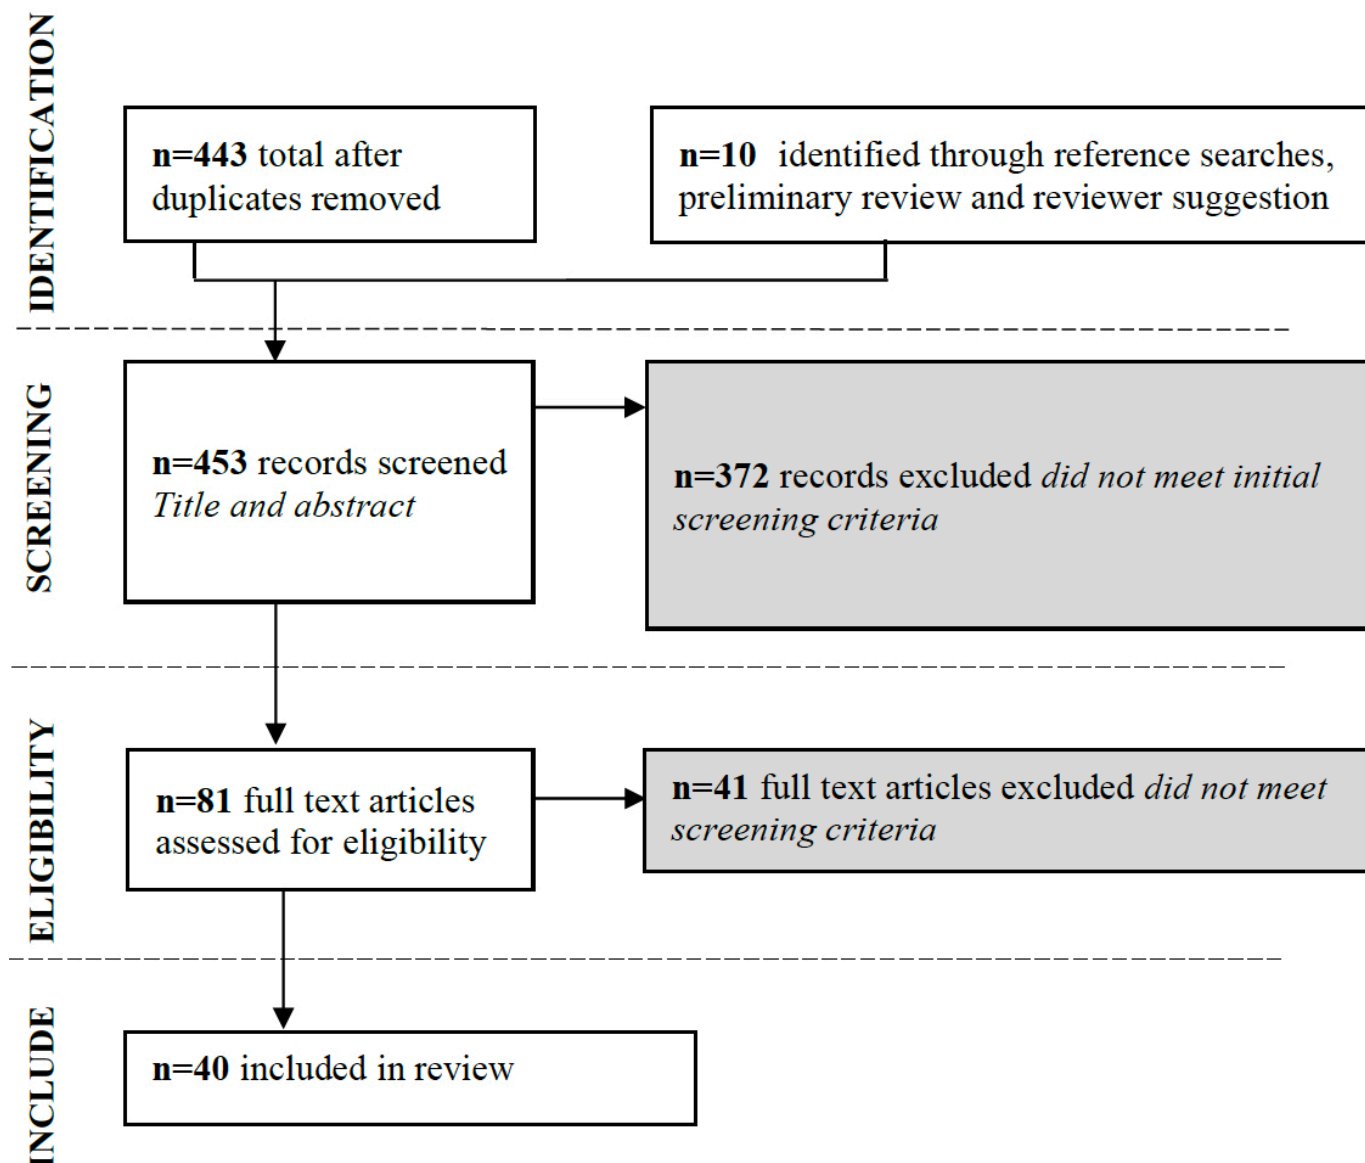 IDENTIFICATION
n=443 total after
duplicates removed
n=10 identified through reference searches,
preliminary review and reviewer suggestion
SCREENING
n=453 records screened
Title and abstract
n=372 records excluded did not meet initial
screening criteria
ELIGIBILITY
n=81 full text articles
assessed for eligibility
n=41 full text articles excluded did not meet
screening criteria
INCLUDE
n=40 included in review